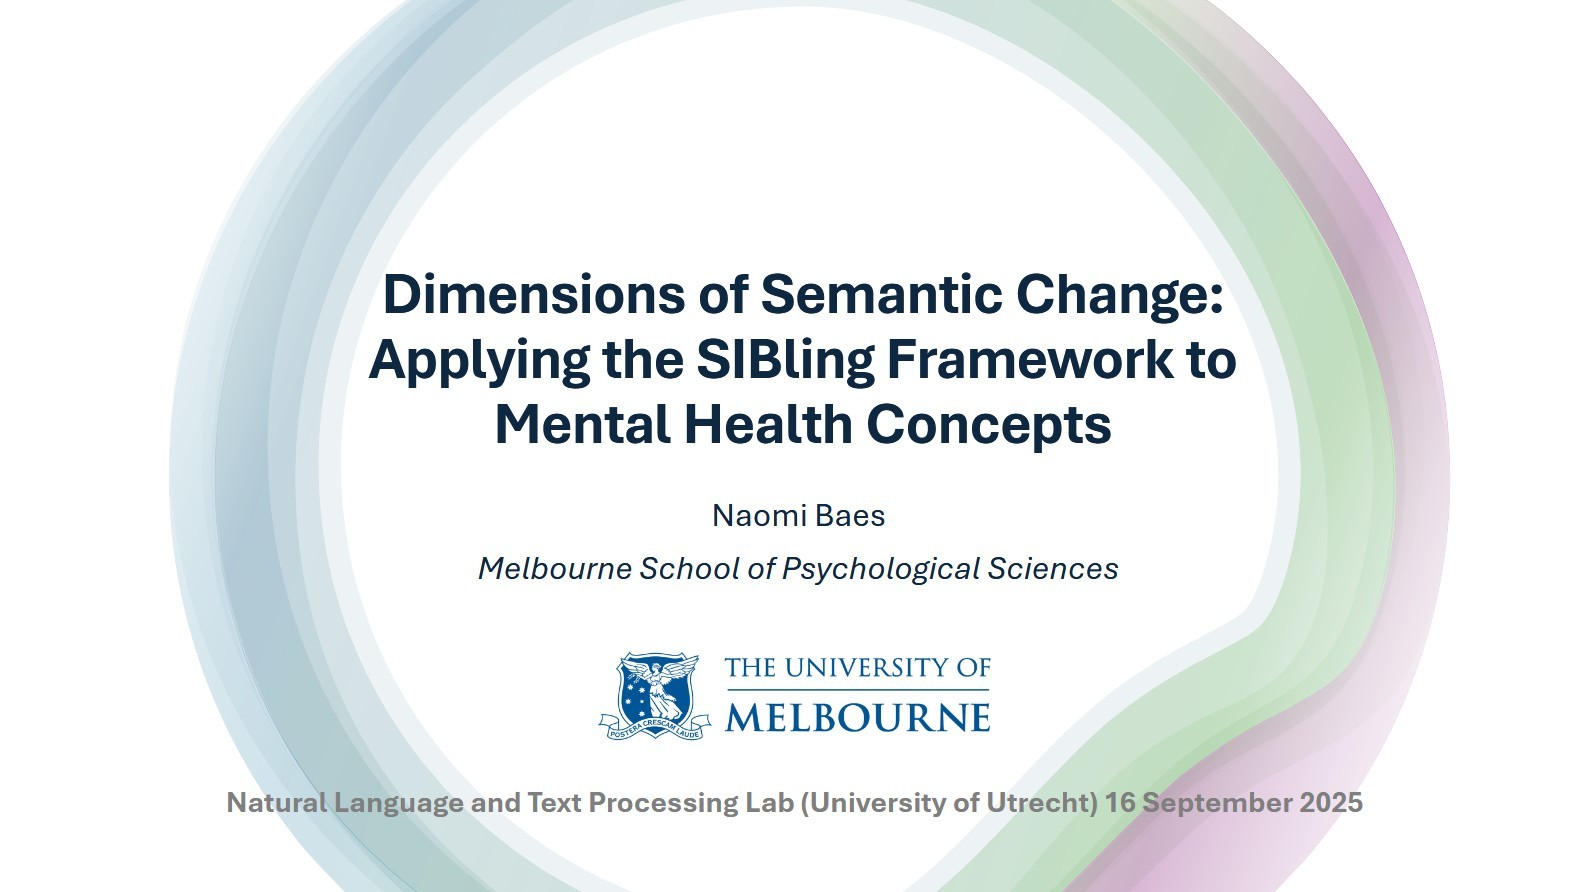 Dimensions of Semantic Change:
Applying the SIBling Framework to
Mental Health Concepts
Naomi Baes
Melbourne School of Psychological Sciences
THE UNIVERSITY OF
MELBOURNE
POSTERA CRESCAM LAUDE
Natural Language and Text Processing Lab (University of Utrecht) 16 September 2025